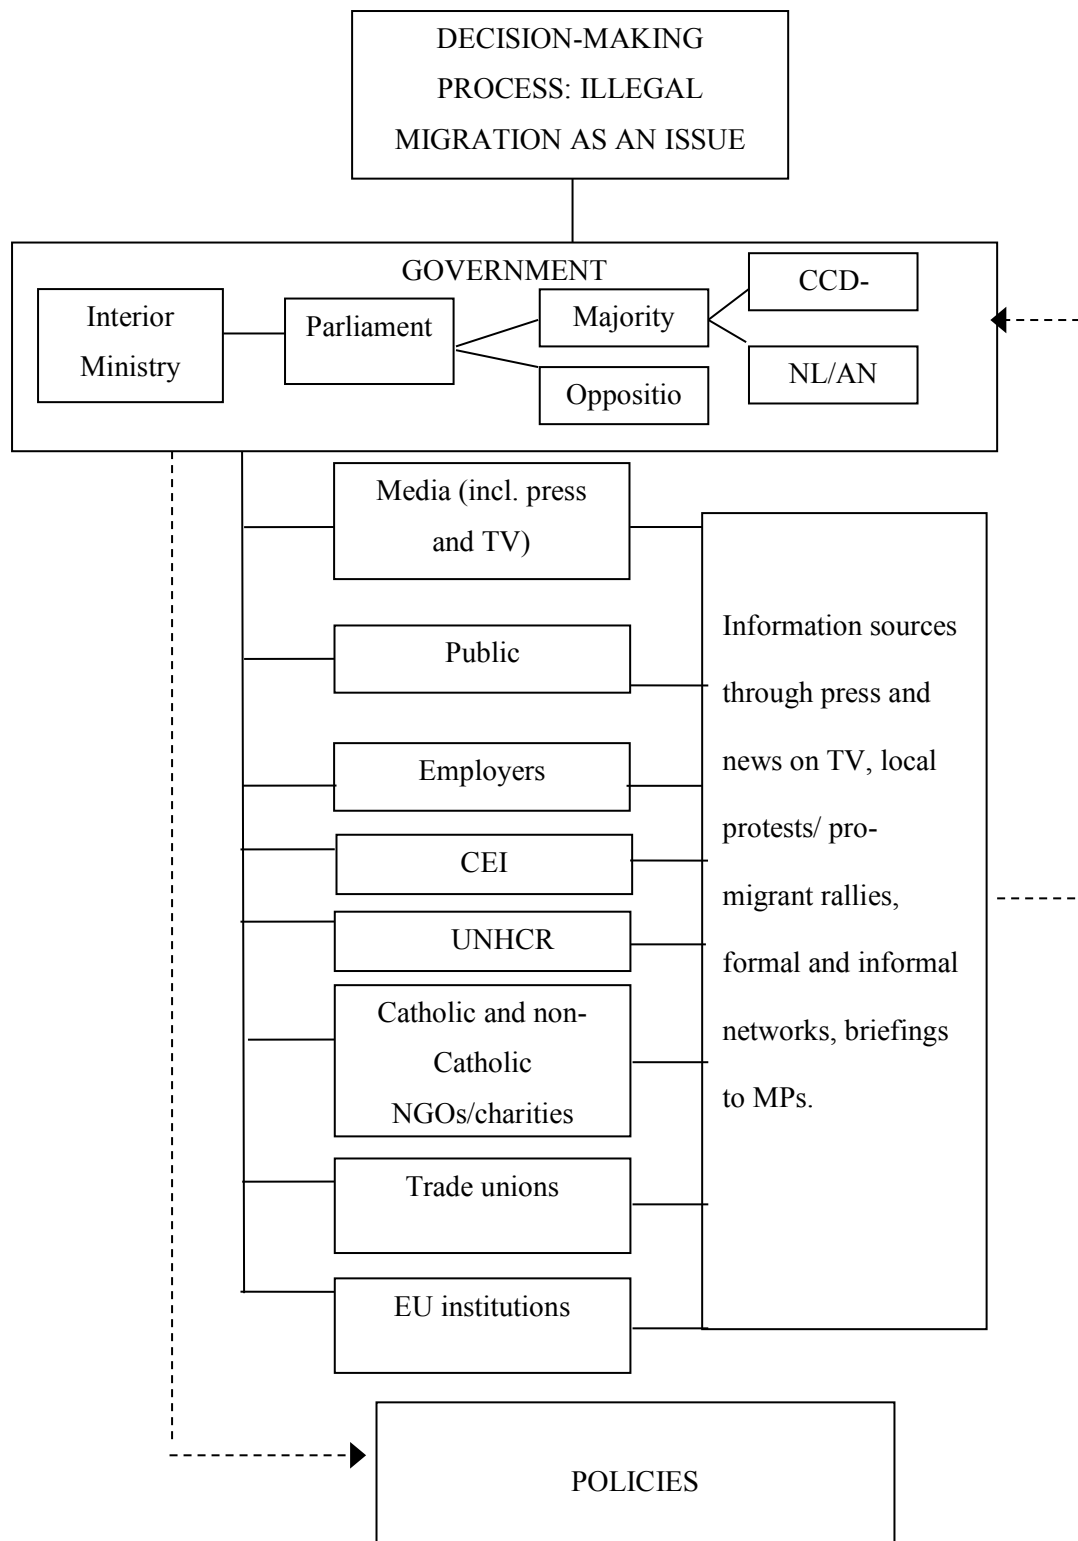 DECISION-MAKING
PROCESS: ILLEGAL
MIGRATION AS AN ISSUE
GOVERNMENT
Interior
Ministry
Parliament
Majority
Oppositio
CCD-
NL/AN
Media (incl. press
and TV)
Public
Employers
CEI
UNHCR
Catholic and non-
Catholic
NGOs/charities
Trade unions
EU institutions
Information sources
through press and
news on TV, local
protests/ pro-
migrant rallies,
formal and informal
networks, briefings
to MPs.
POLICIES